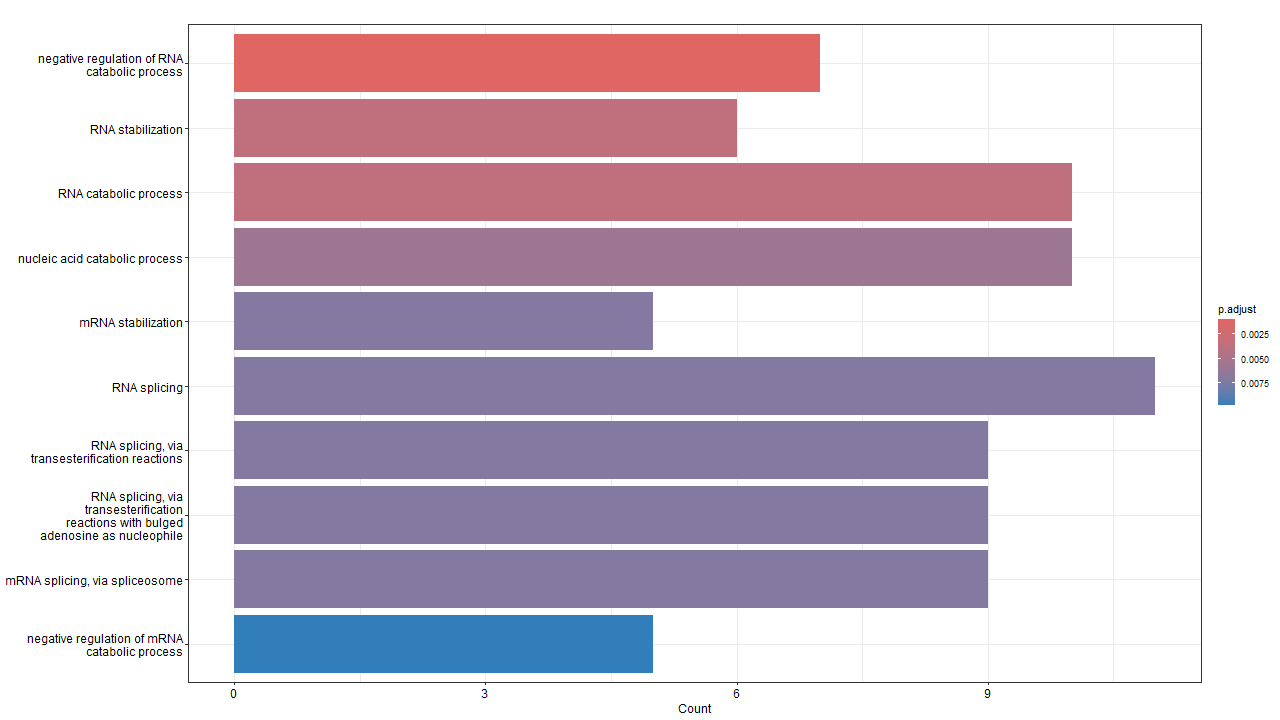 negative regulation of RNA
catabolic process
RNA stabilization
RNA catabolic process
nucleic acid catabolic process
mRNA stabilization
RNA splicing
RNA splicing, via
transesterification reactions
RNA splicing, via
transesterification
reactions with bulged
adenosine as nucleophile
mRNA splicing, via spliceosome
negative regulation of mRNA
catabolic process
0 3 6 9
Count
p.adjust
0.0025
0.0050
0.0075